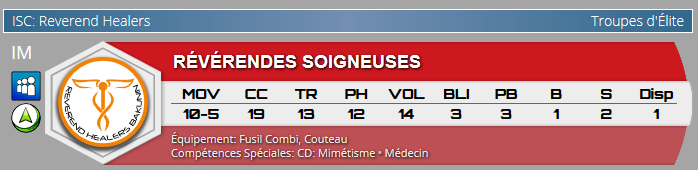 ISC: Reverend Healers Troupes d'Élite
IM
RÉVÉRENDES SOIGNEUSES
MOV CC TR PH VOL BLI PB B S Disp
10-5 19 13 12 14 3 3 1 2 1
REVEREND HEALERS BAKUNIN
Équipement: Fusil Combi, Couteau
Compétences Spéciales: CD: Mimétisme • Médecin